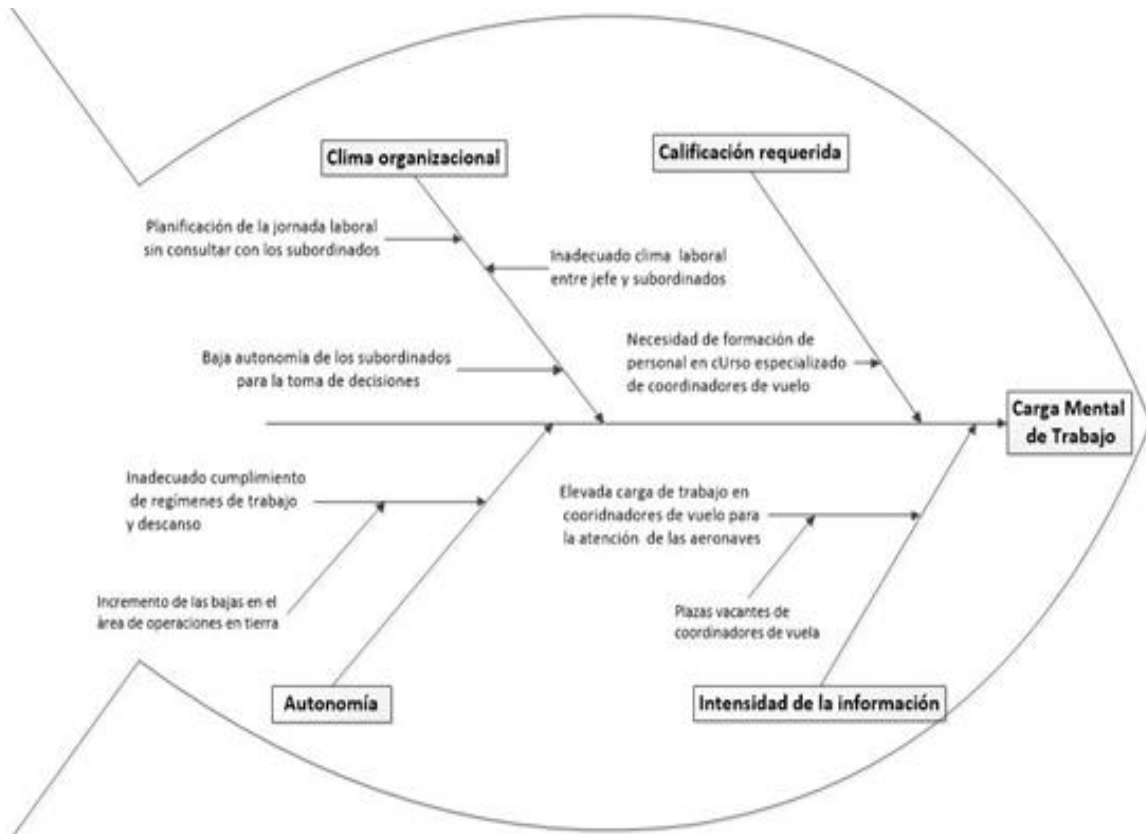 Clima organizacional
Calificación requerida
Planificación de la jornada laboral
sin consultar con los subordinados
Inadecuado clima laboral
entre jefe y subordinados
Baja autonomía de los subordinados
para la toma de decisiones
Necesidad de formación de
personal en cUrso especializado
de coordinadores de vuelo
Carga Mental
de Trabajo
Inadecuado cumplimiento
de regímenes de trabajo
y descanso
Elevada carga de trabajo en
cooridnadores de vuelo para
la atención de las aeronaves
Incremento de las bajas en el
área de operaciones en tierra
Plazas vacantes de
coordinadores de vuela
Autonomía
Intensidad de la información